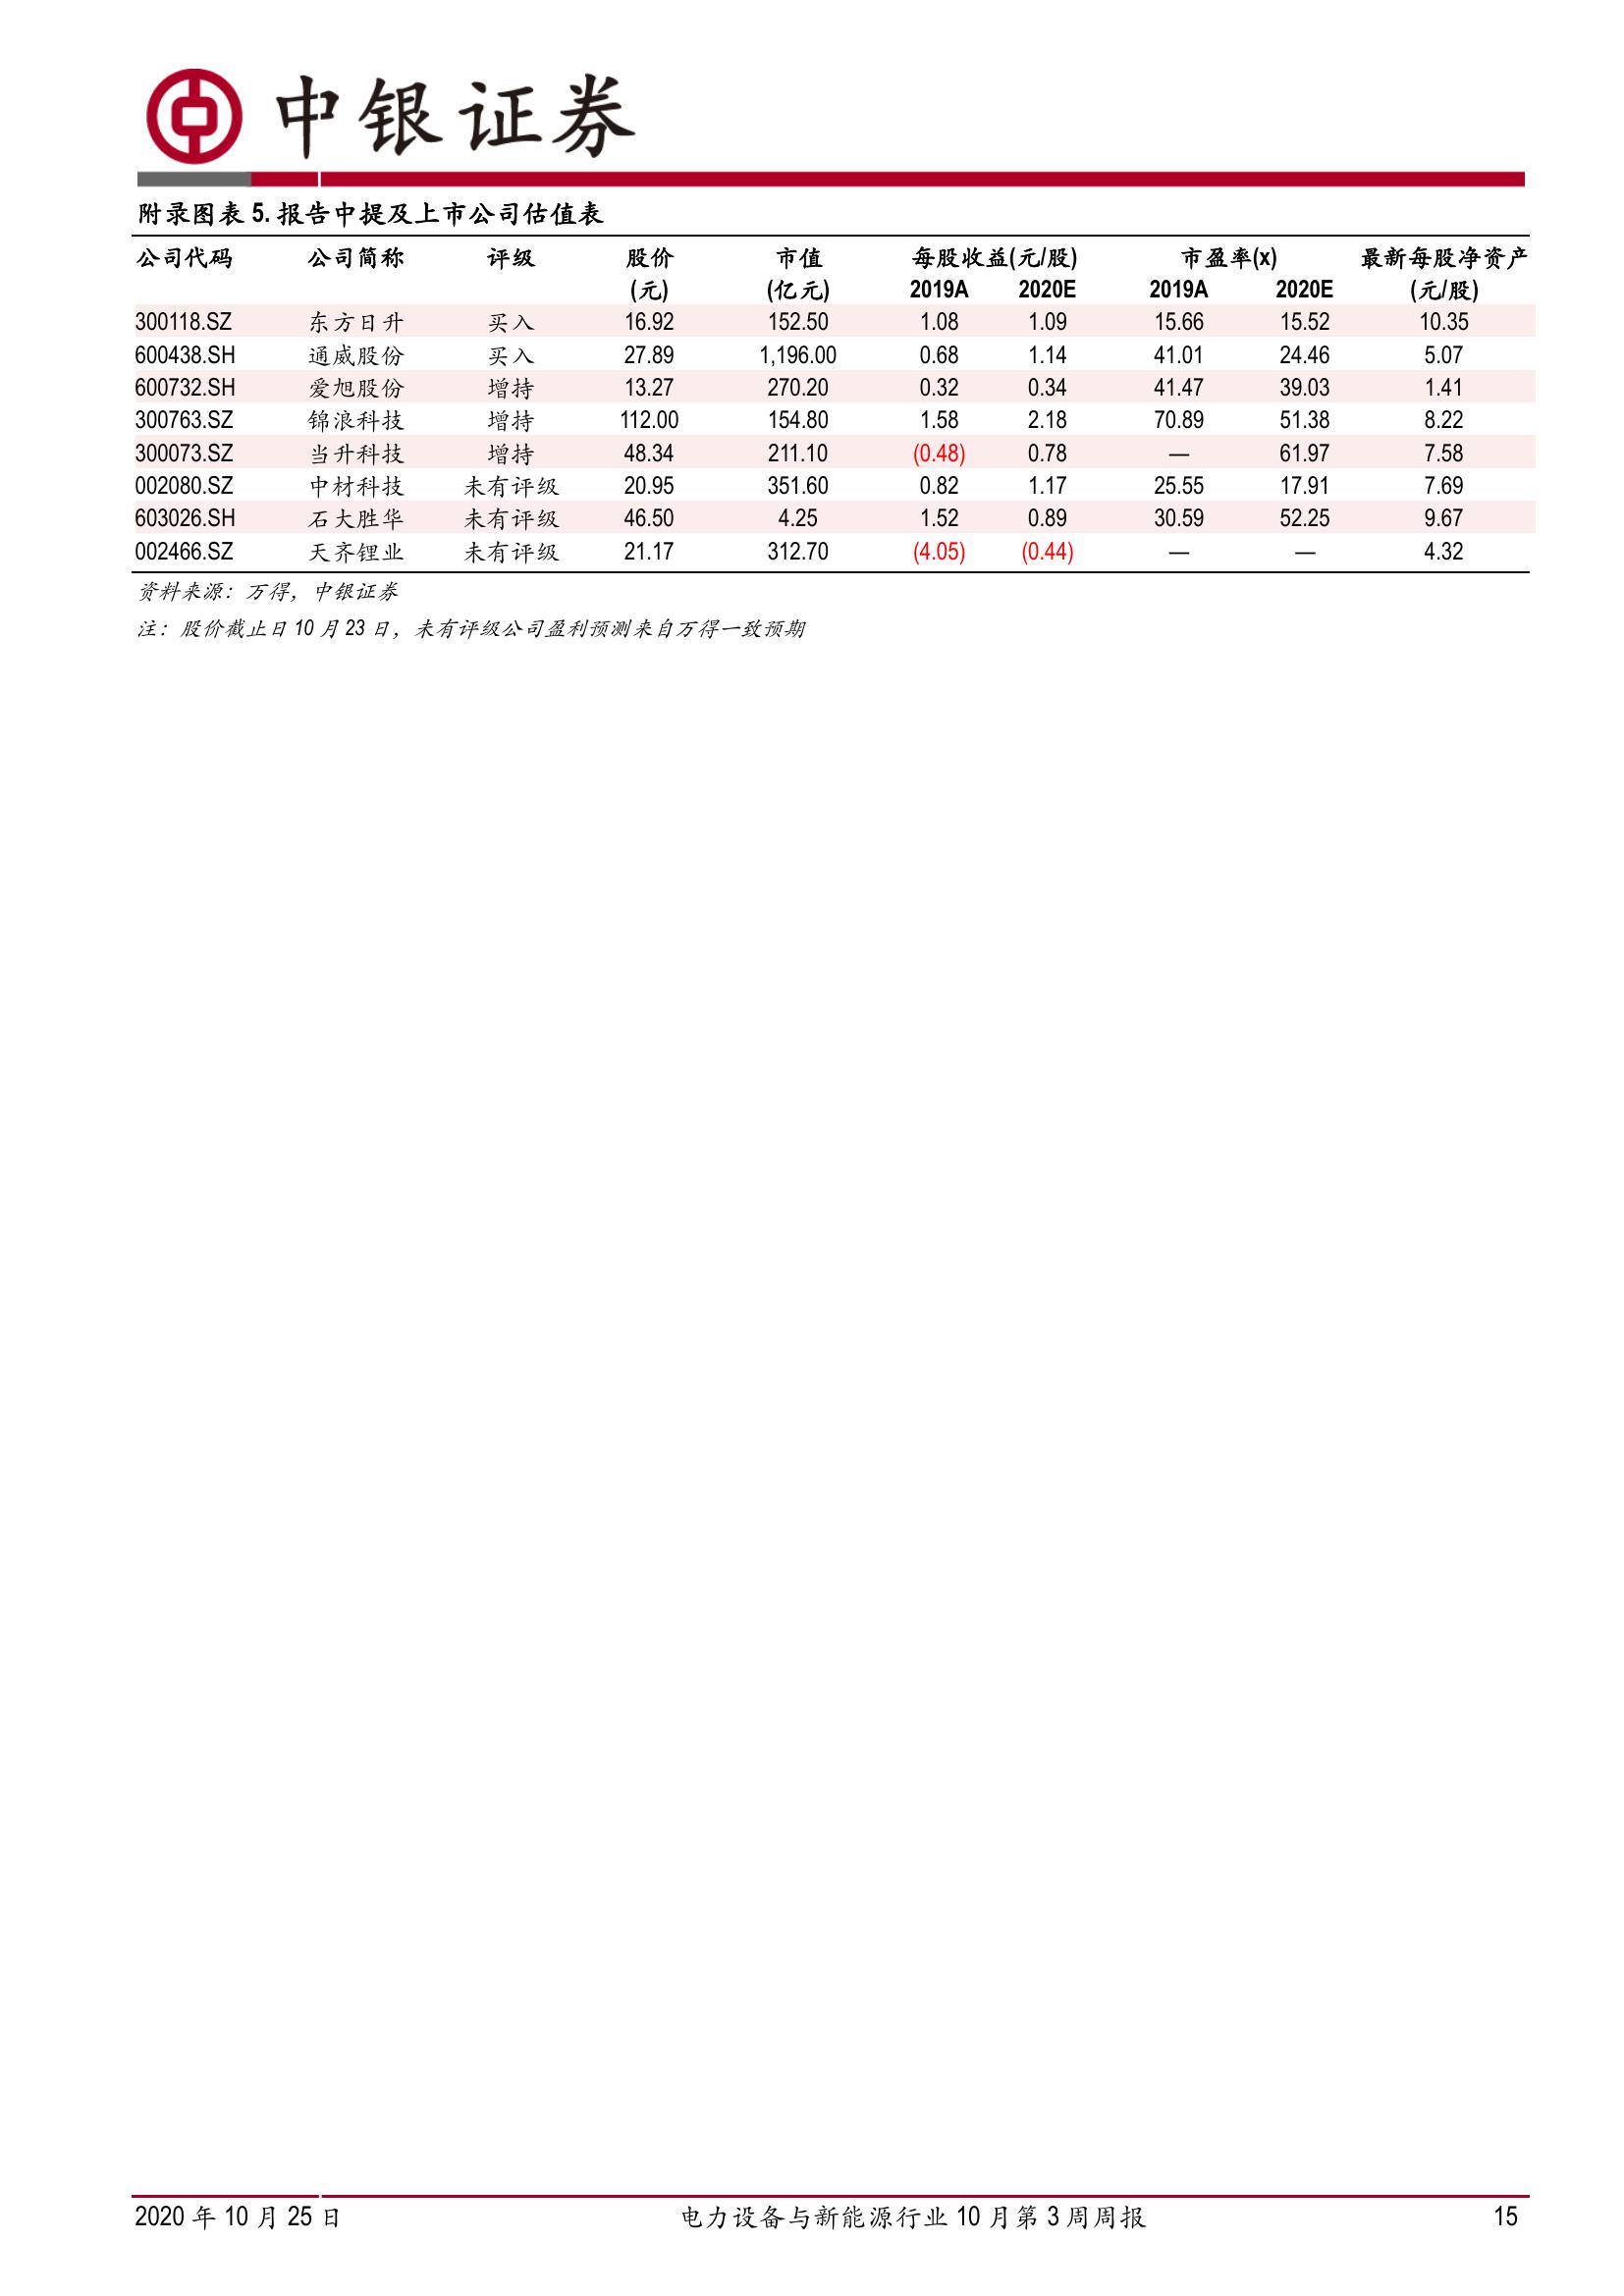 中银证券
附录图表 5. 报告中提及上市公司估值表
公司代码 公司简称 评级 股价 市值 每股收益(元/股) 市盈率(x) 最新每股净资产
(元) (亿元) 2019A 2020E 2019A 2020E (元/股)
300118.SZ 东方日升 买入 16.92 152.50 1.08 1.09 15.66 15.52 10.35
600438.SH 通威股份 买入 27.89 1,196.00 0.68 1.14 41.01 24.46 5.07
600732.SH 爱旭股份 增持 13.27 270.20 0.32 0.34 41.47 39.03 1.41
300763.SZ 锦浪科技 增持 112.00 154.80 1.58 2.18 70.89 51.38 8.22
300073.SZ 当升科技 增持 48.34 211.10 (0.48) 0.78 — 61.97 7.58
002080.SZ 中材科技 未有评级 20.95 351.60 0.82 1.17 25.55 17.91 7.69
603026.SH 石大胜华 未有评级 46.50 4.25 1.52 0.89 30.59 52.25 9.67
002466.SZ 天齐锂业 未有评级 21.17 312.70 (4.05) (0.44) — — 4.32
资料来源：万得，中银证券
注：股价截止日 10 月 23 日，未有评级公司盈利预测来自万得一致预期
2020 年 10 月 25 日 电力设备与新能源行业 10 月第 3 周周报 15